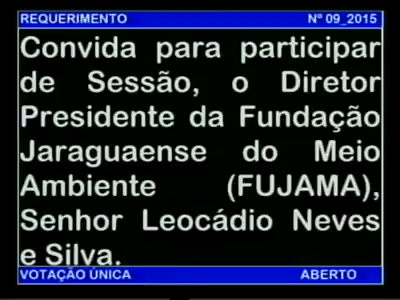 REQUERIMENTO Nº 09_2015
Convida para participar
de Sessão, o Diretor
Presidente da Fundação
Jaraguaense do Meio
Ambiente (FUJAMA),
Senhor Leocádio Neves
e Silva.
VOTAÇÃO ÚNICA ABERTO